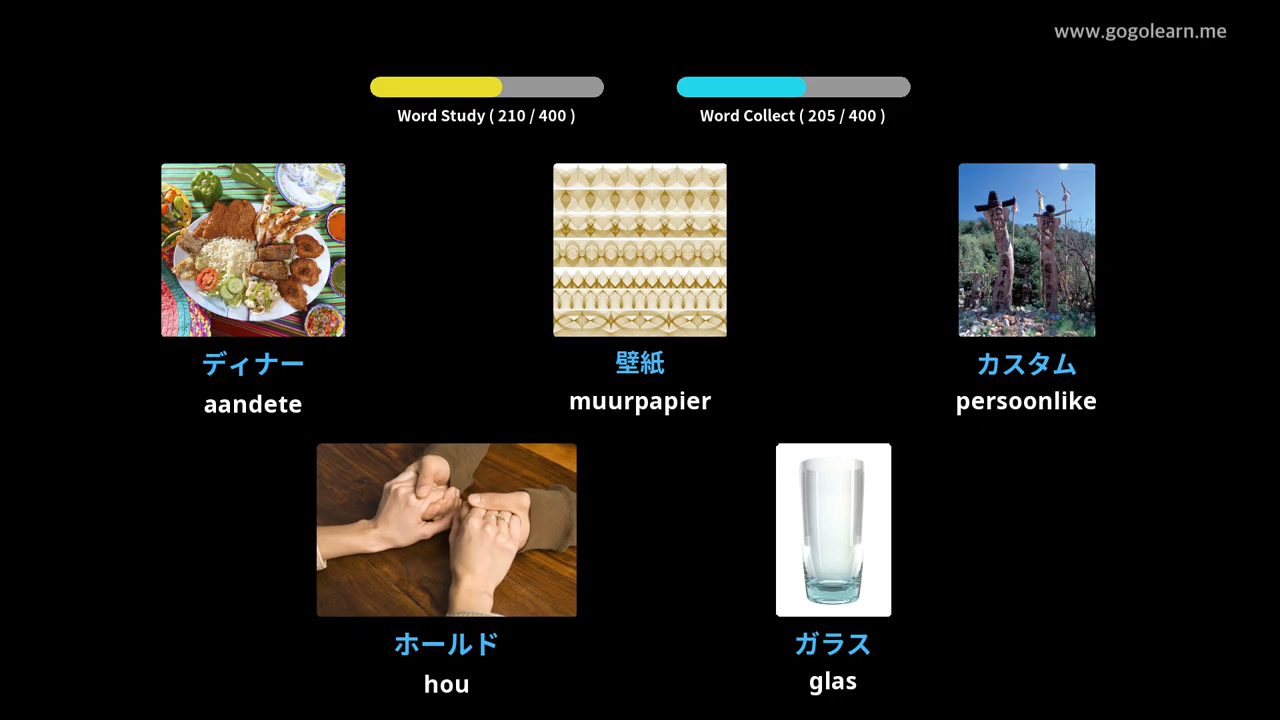 www.gogolearn.me
Word Study ( 210 / 400 )
Word Collect ( 205 / 400 )
ディナー
aandete
壁紙
muurpapier
カスタム
persoonlike
ホールド
hou
ガラス
glas